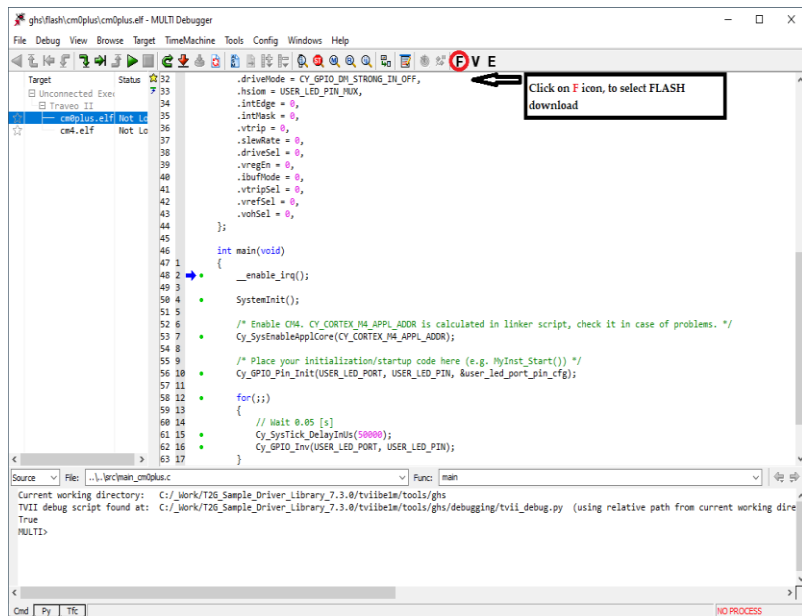 ghs\flash\cm0plus\cm0plus.elf - MULTI Debugger
File Debug View Browse Target TimeMachine Tools Config Windows Help
F V E
Click on F icon, to select FLASH
download
Target Status
Unconnected Exec
Traveo II
cm0plus.elf Not Lo
cm4.elf Not Lo
32 .driveMode = CY_GPIO_DM_STRONG_IN_OFF,
33 .hsiom = USER_LED_PIN_MUX,
34 .intEdge = 0,
35 .intMask = 0,
36 .vtrip = 0,
37 .slewRate = 0,
38 .driveSel = 0,
39 .vregEn = 0,
40 .ibufMode = 0,
41 .vtripSel = 0,
42 .vrefSel = 0,
43 .vohSel = 0,
44 };
45
46 int main(void)
47 1 {
48 2 __enable_irq();
49 3
50 4 SystemInit();
51 5
52 6 /* Enable CM4. CY_CORTEX_M4_APPL_ADDR is calculated in linker script, check it in case of problems. */
53 7 Cy_SysEnableApplCore(CY_CORTEX_M4_APPL_ADDR);
54 8
55 9 /* Place your initialization/startup code here (e.g. MyInst_Start()) */
56 10 Cy_GPIO_Pin_Init(USER_LED_PORT, USER_LED_PIN, &user_led_port_pin_cfg);
57 11
58 12 for(;;)
59 13 {
60 14 // Wait 0.05 [s]
61 15 Cy_SysTick_DelayInUs(50000);
62 16 Cy_GPIO_Inv(USER_LED_PORT, USER_LED_PIN);
63 17 }
Source File: ..\..\src\main_cm0plus.c Func: main
Current working directory: C:/_Work/T2G_Sample_Driver_Library_7.3.0/tviibe1m/tools/ghs
TVII debug script found at: C:/_Work/T2G_Sample_Driver_Library_7.3.0/tviibe1m/tools/ghs/debugging/tvii_debug.py (using relative path from current working dire
True
MULTI>
Cmd Py Tfc NO PROCESS